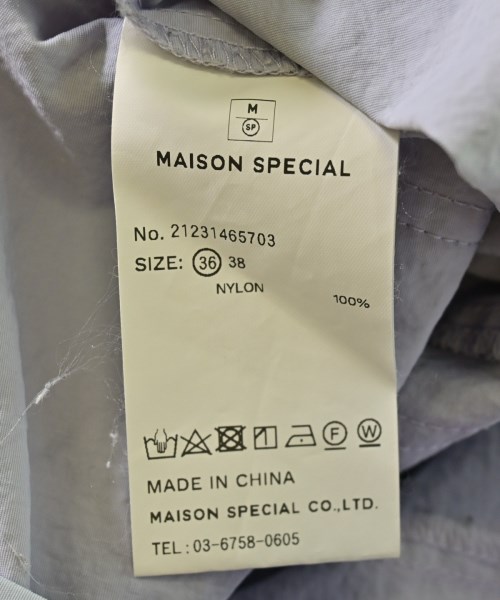 M
SP
MAISON SPECIAL
No. 21231465703
SIZE: 36 38
NYLON 100%
F W
MADE IN CHINA
MAISON SPECIAL CO.,LTD.
TEL:03-6758-0605